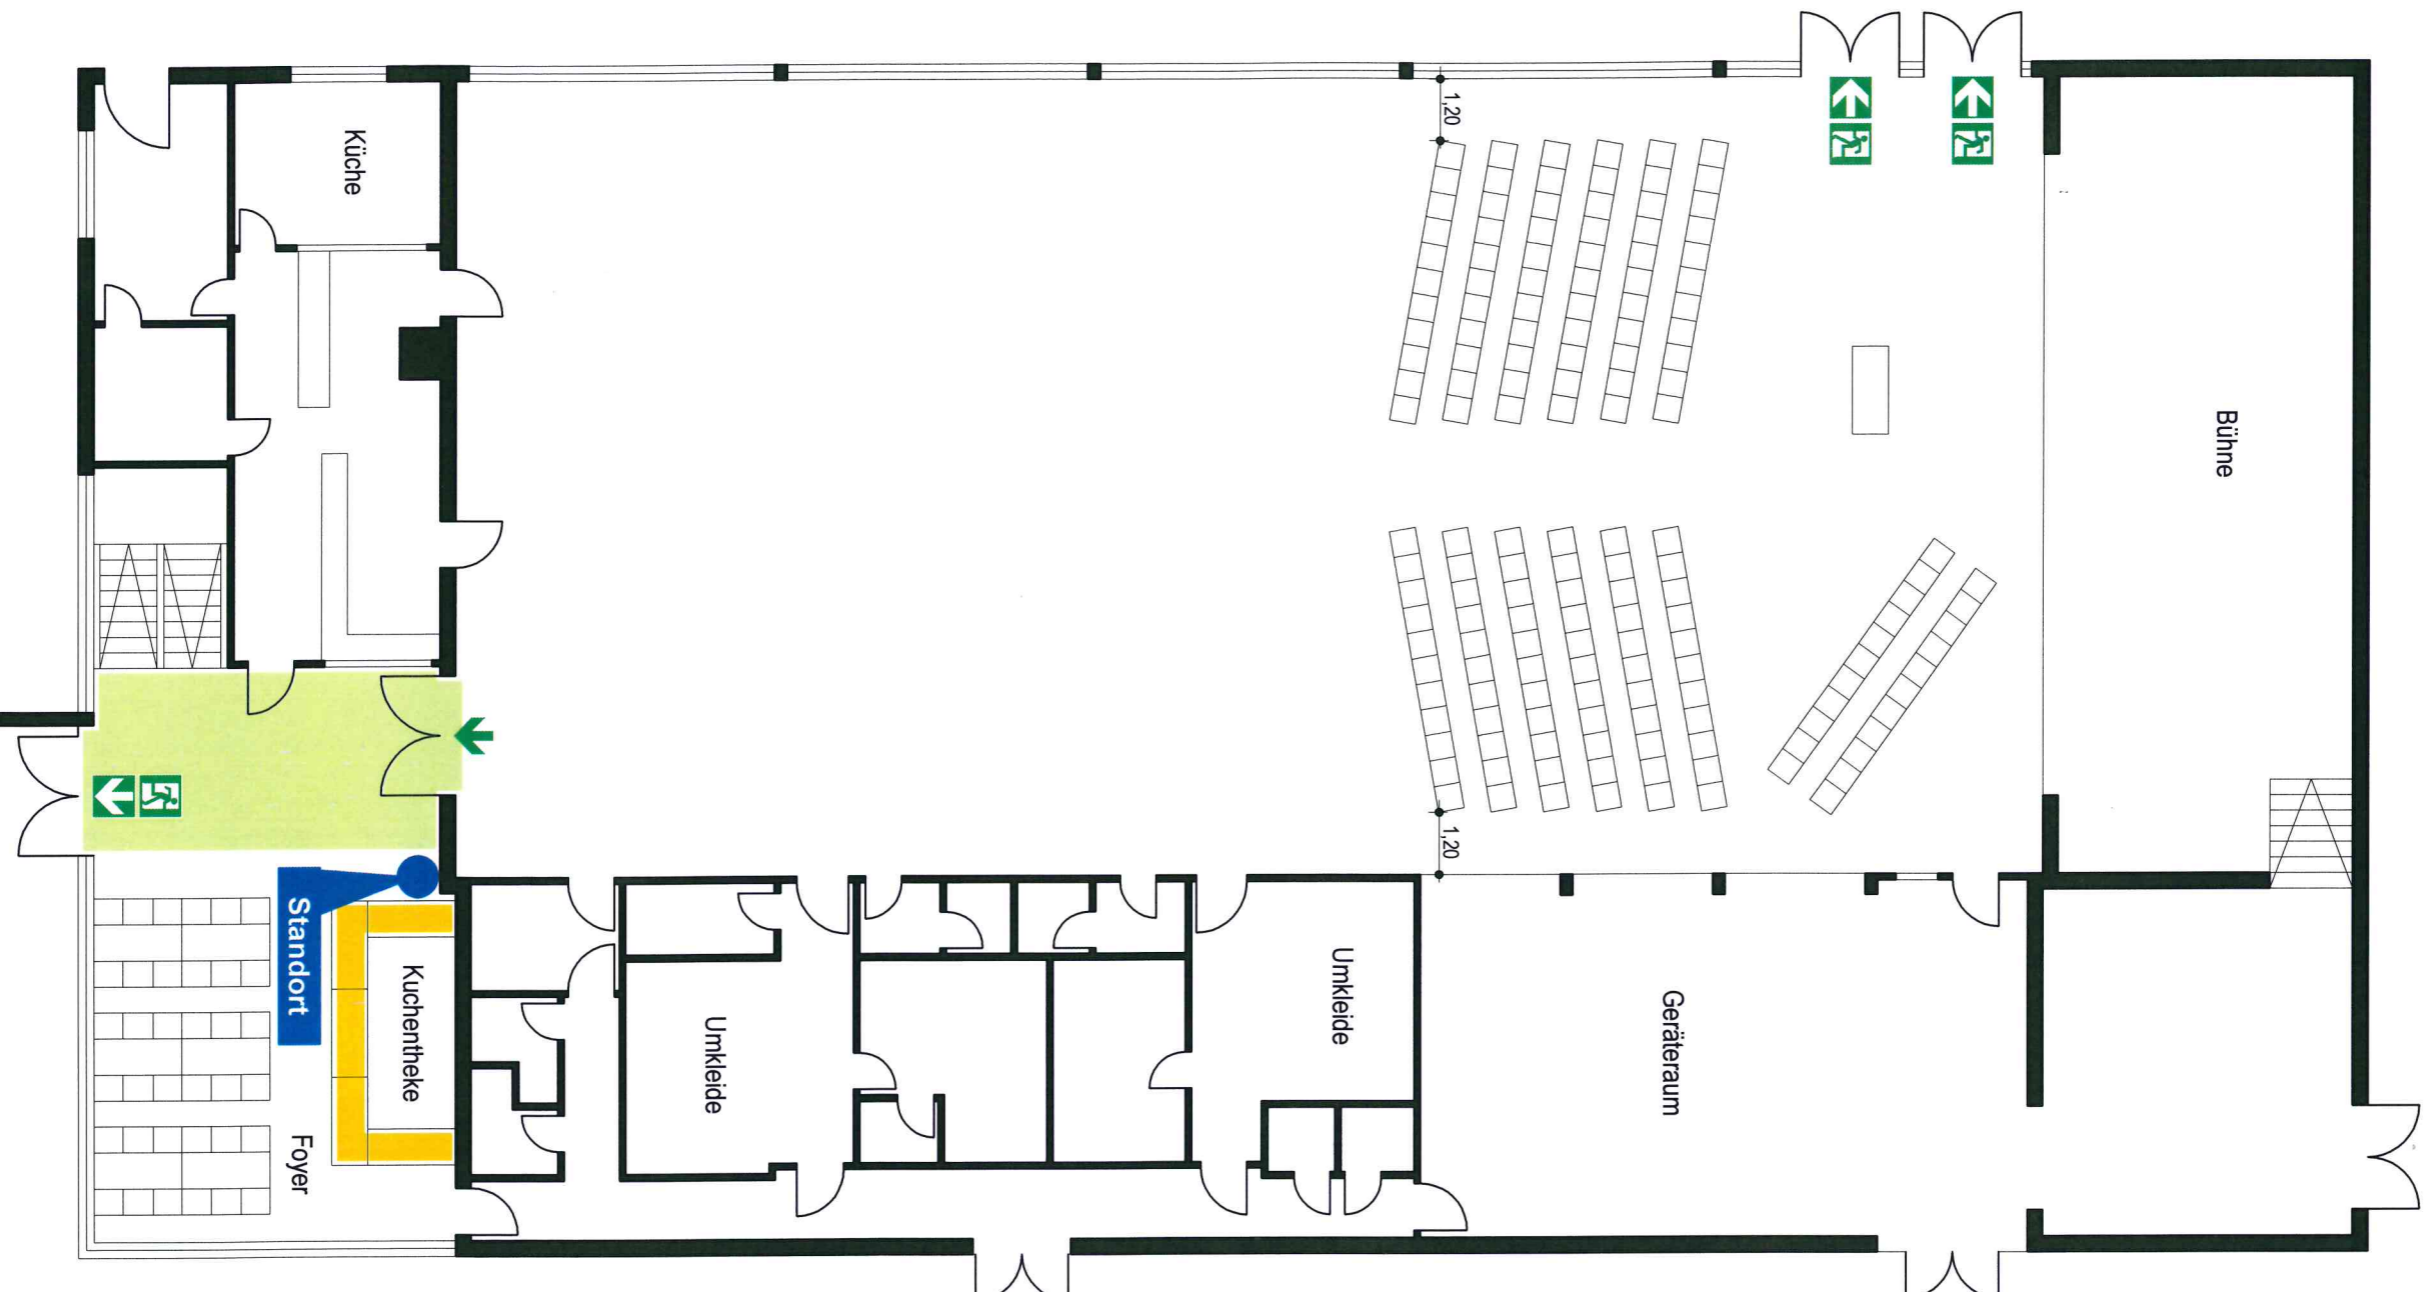 Küche
1,20
Bühne
1,20
Standort
Kuchentheke
Foyer
Umkleide
Umkleide
Geräteraum